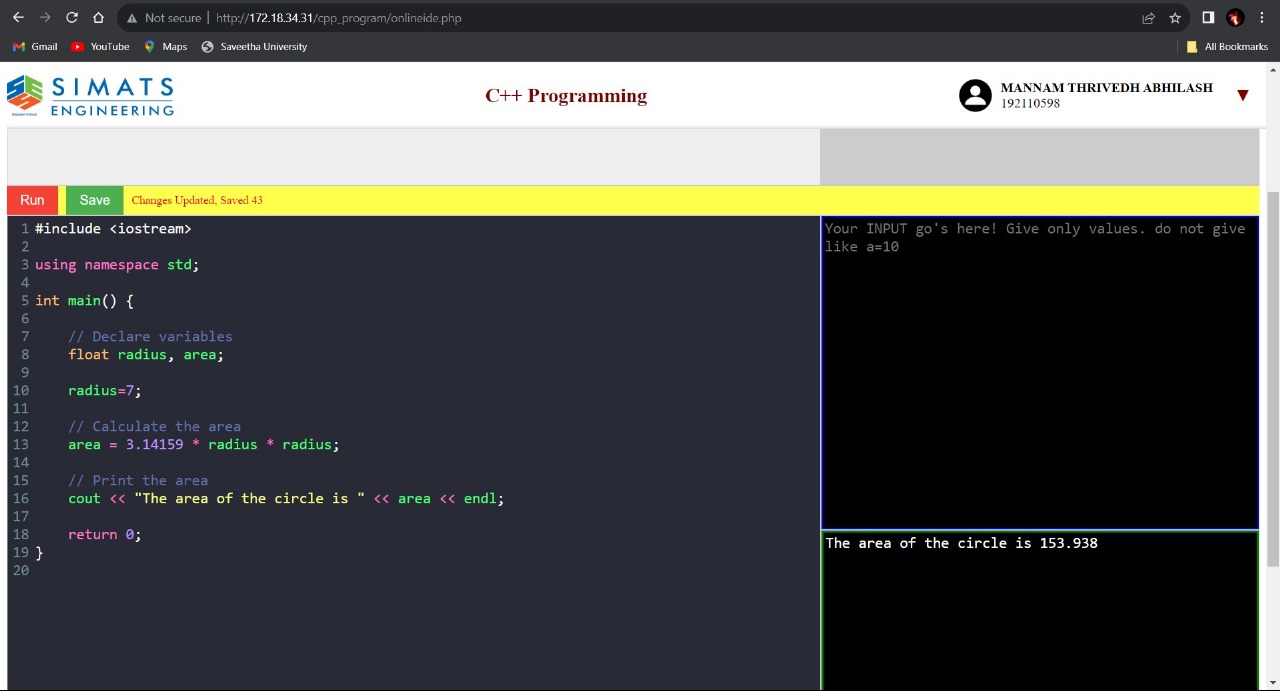 Not secure | http://172.18.34.31/cpp_program/onlineide.php
Gmail YouTube Maps Saveetha University All Bookmarks
SIMATS
ENGINEERING
C++ Programming
MANNAM THRIVEDH ABHILASH
192110598
Run Save Changes Updated, Saved 43
1 #include <iostream>
2
3 using namespace std;
4
5 int main() {
6
7     // Declare variables
8     float radius, area;
9
10     radius=7;
11
12     // Calculate the area
13     area = 3.14159 * radius * radius;
14
15     // Print the area
16     cout << "The area of the circle is " << area << endl;
17
18     return 0;
19 }
20
Your INPUT go's here! Give only values. do not give
like a=10
The area of the circle is 153.938